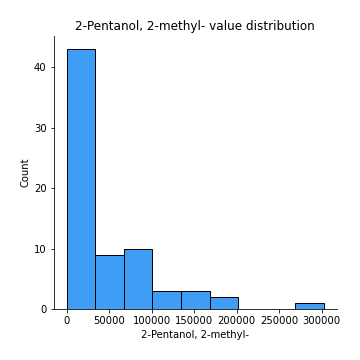 2-Pentanol, 2-methyl- value distribution
40
30
20
10
0
Count
0 50000 100000 150000 200000 250000 300000
2-Pentanol, 2-methyl-